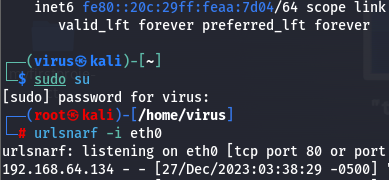 inet6 fe80::20c:29ff:feaa:7d04/64 scope link
valid_lft forever preferred_lft forever
┌──(virus㉿kali)-[~]
└─$ sudo su
[sudo] password for virus:
┌──(root㉿kali)-[/home/virus]
└─# urlsnarf -i eth0
urlsnarf: listening on eth0 [tcp port 80 or port
192.168.64.134 - - [27/Dec/2023:03:38:29 -0500] "